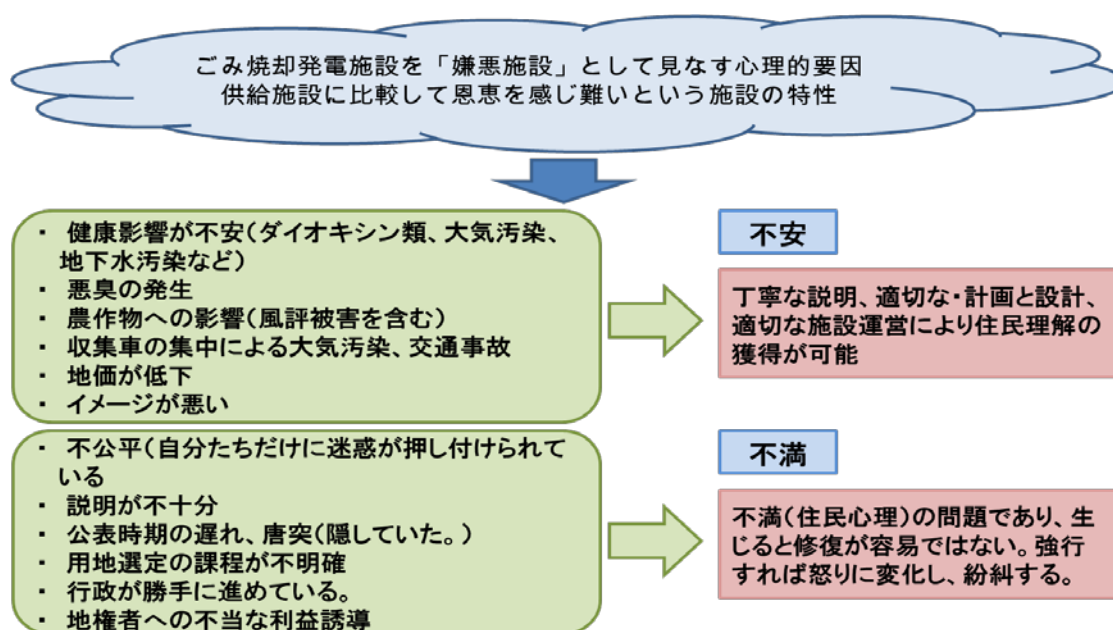 ごみ焼却発電施設を「嫌悪施設」として見なす心理的要因
供給施設に比較して恩恵を感じ難いという施設の特性
・ 健康影響が不安(ダイオキシン類、大気汚染、
地下水汚染など)
・ 悪臭の発生
・ 農作物への影響(風評被害を含む)
・ 収集車の集中による大気汚染、交通事故
・ 地価が低下
・ イメージが悪い
不安
丁寧な説明、適切な・計画と設計、
適切な施設運営により住民理解の
獲得が可能
・ 不公平(自分たちだけに迷惑が押し付けられて
いる
・ 説明が不十分
・ 公表時期の遅れ、唐突(隠していた。)
・ 用地選定の課程が不明確
・ 行政が勝手に進めている。
・ 地権者への不当な利益誘導
不満
不満(住民心理)の問題であり、生
じると修復が容易ではない。強行
すれば怒りに変化し、紛糾する。